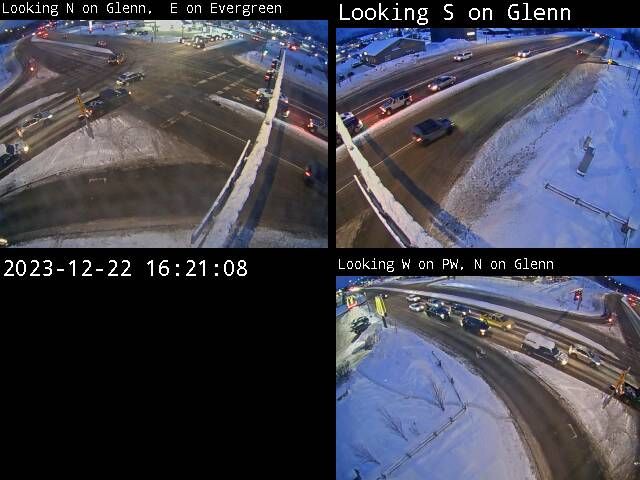 Looking N on Glenn, E on Evergreen
Looking S on Glenn
2023-12-22 16:21:08
Looking W on PW, N on Glenn